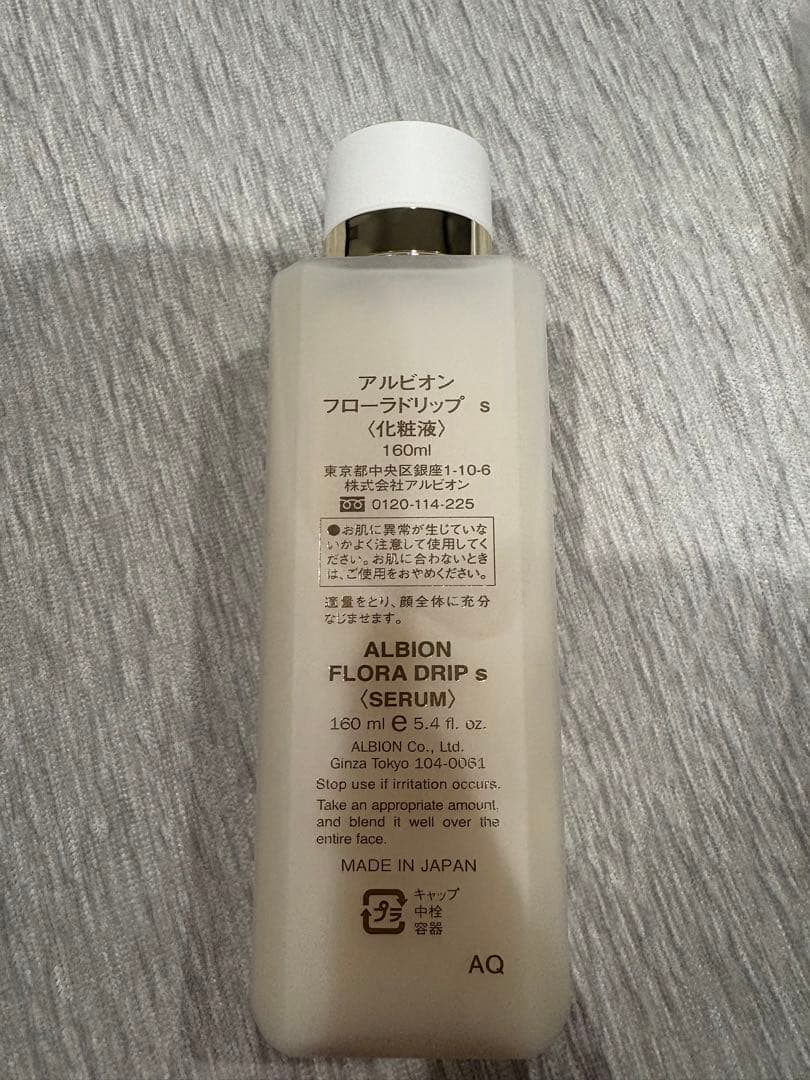 アルビオン
フローラドリップ s
〈化粧液〉
160ml
東京都中央区銀座1-10-6
株式会社アルビオン
0120-114-225
●お肌に異常が生じていな
いかよく注意して使用してく
ださい。お肌に合わないとき
は、ご使用をおやめください。
適量をとり、顔全体に充分
なじませます。
ALBION
FLORA DRIP s
〈SERUM〉
160 ml e 5.4 fl. oz.
ALBION Co., Ltd.
Ginza Tokyo 104-0061
Stop use if irritation occurs.
Take an appropriate amount,
and blend it well over the
entire face.
MADE IN JAPAN
プラ
キャップ
中栓
容器
AQ